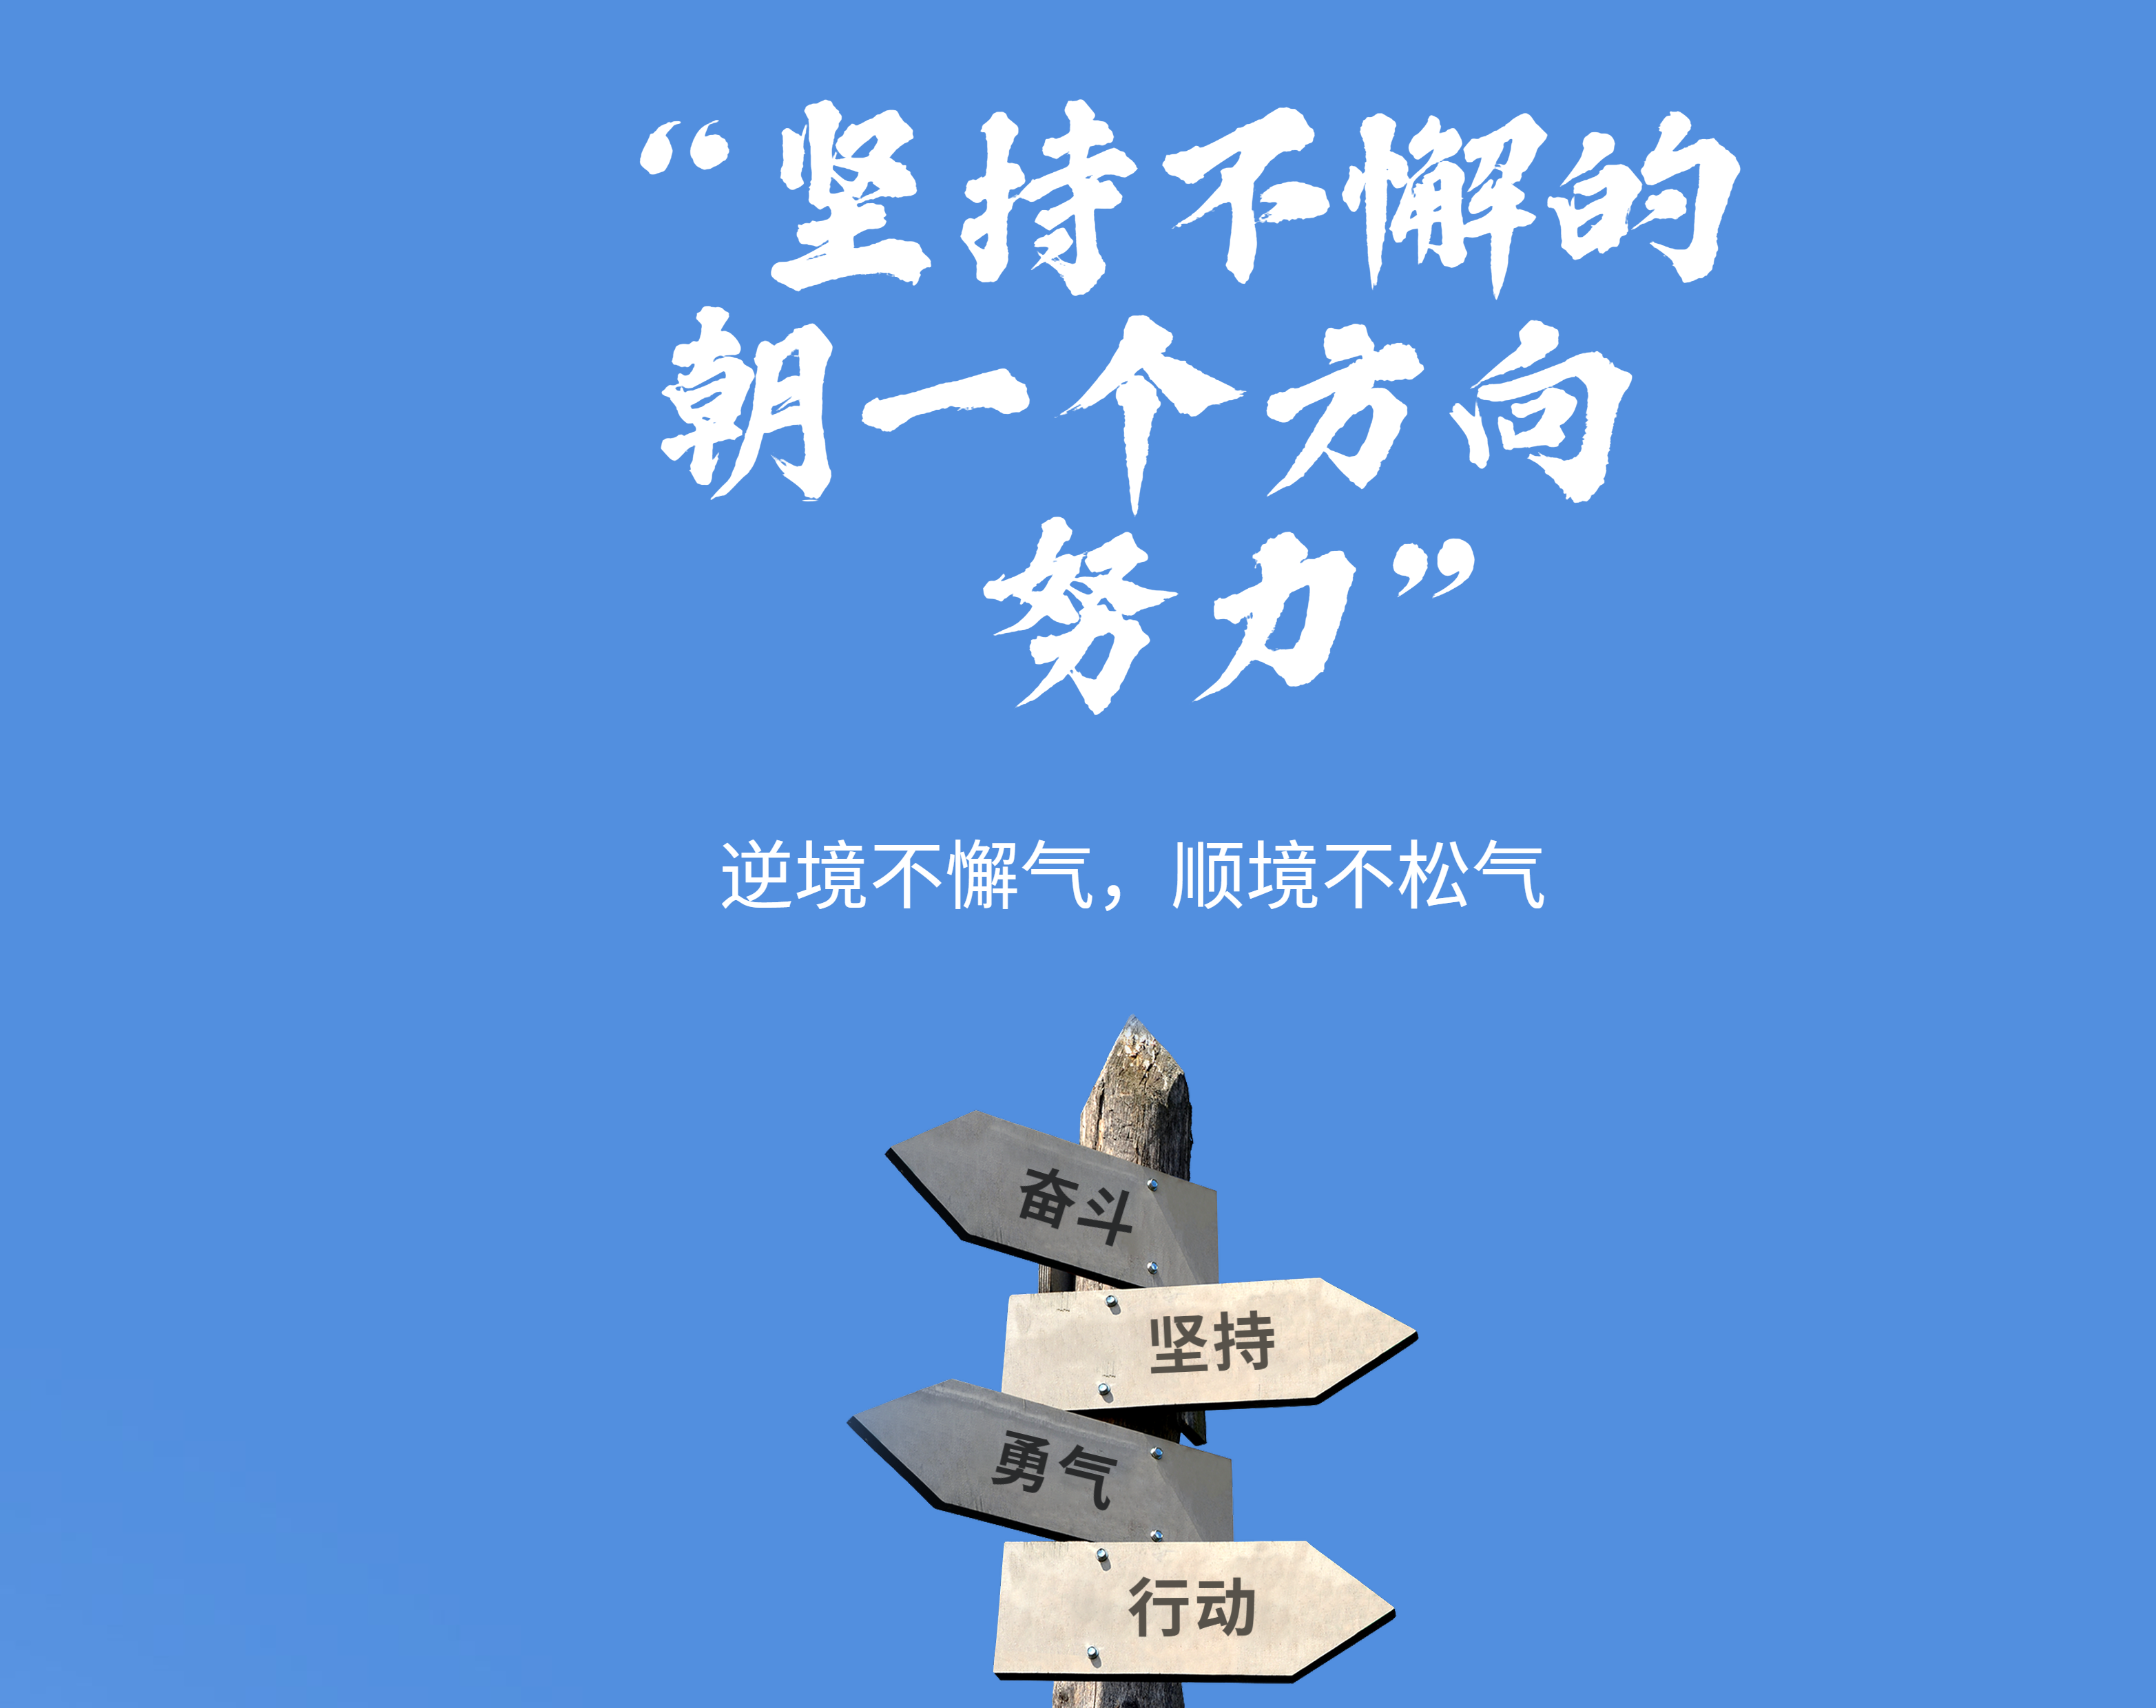 “坚持不懈的
朝一个方向
努力”
逆境不懈气，顺境不松气
奋斗
坚持
勇气
行动